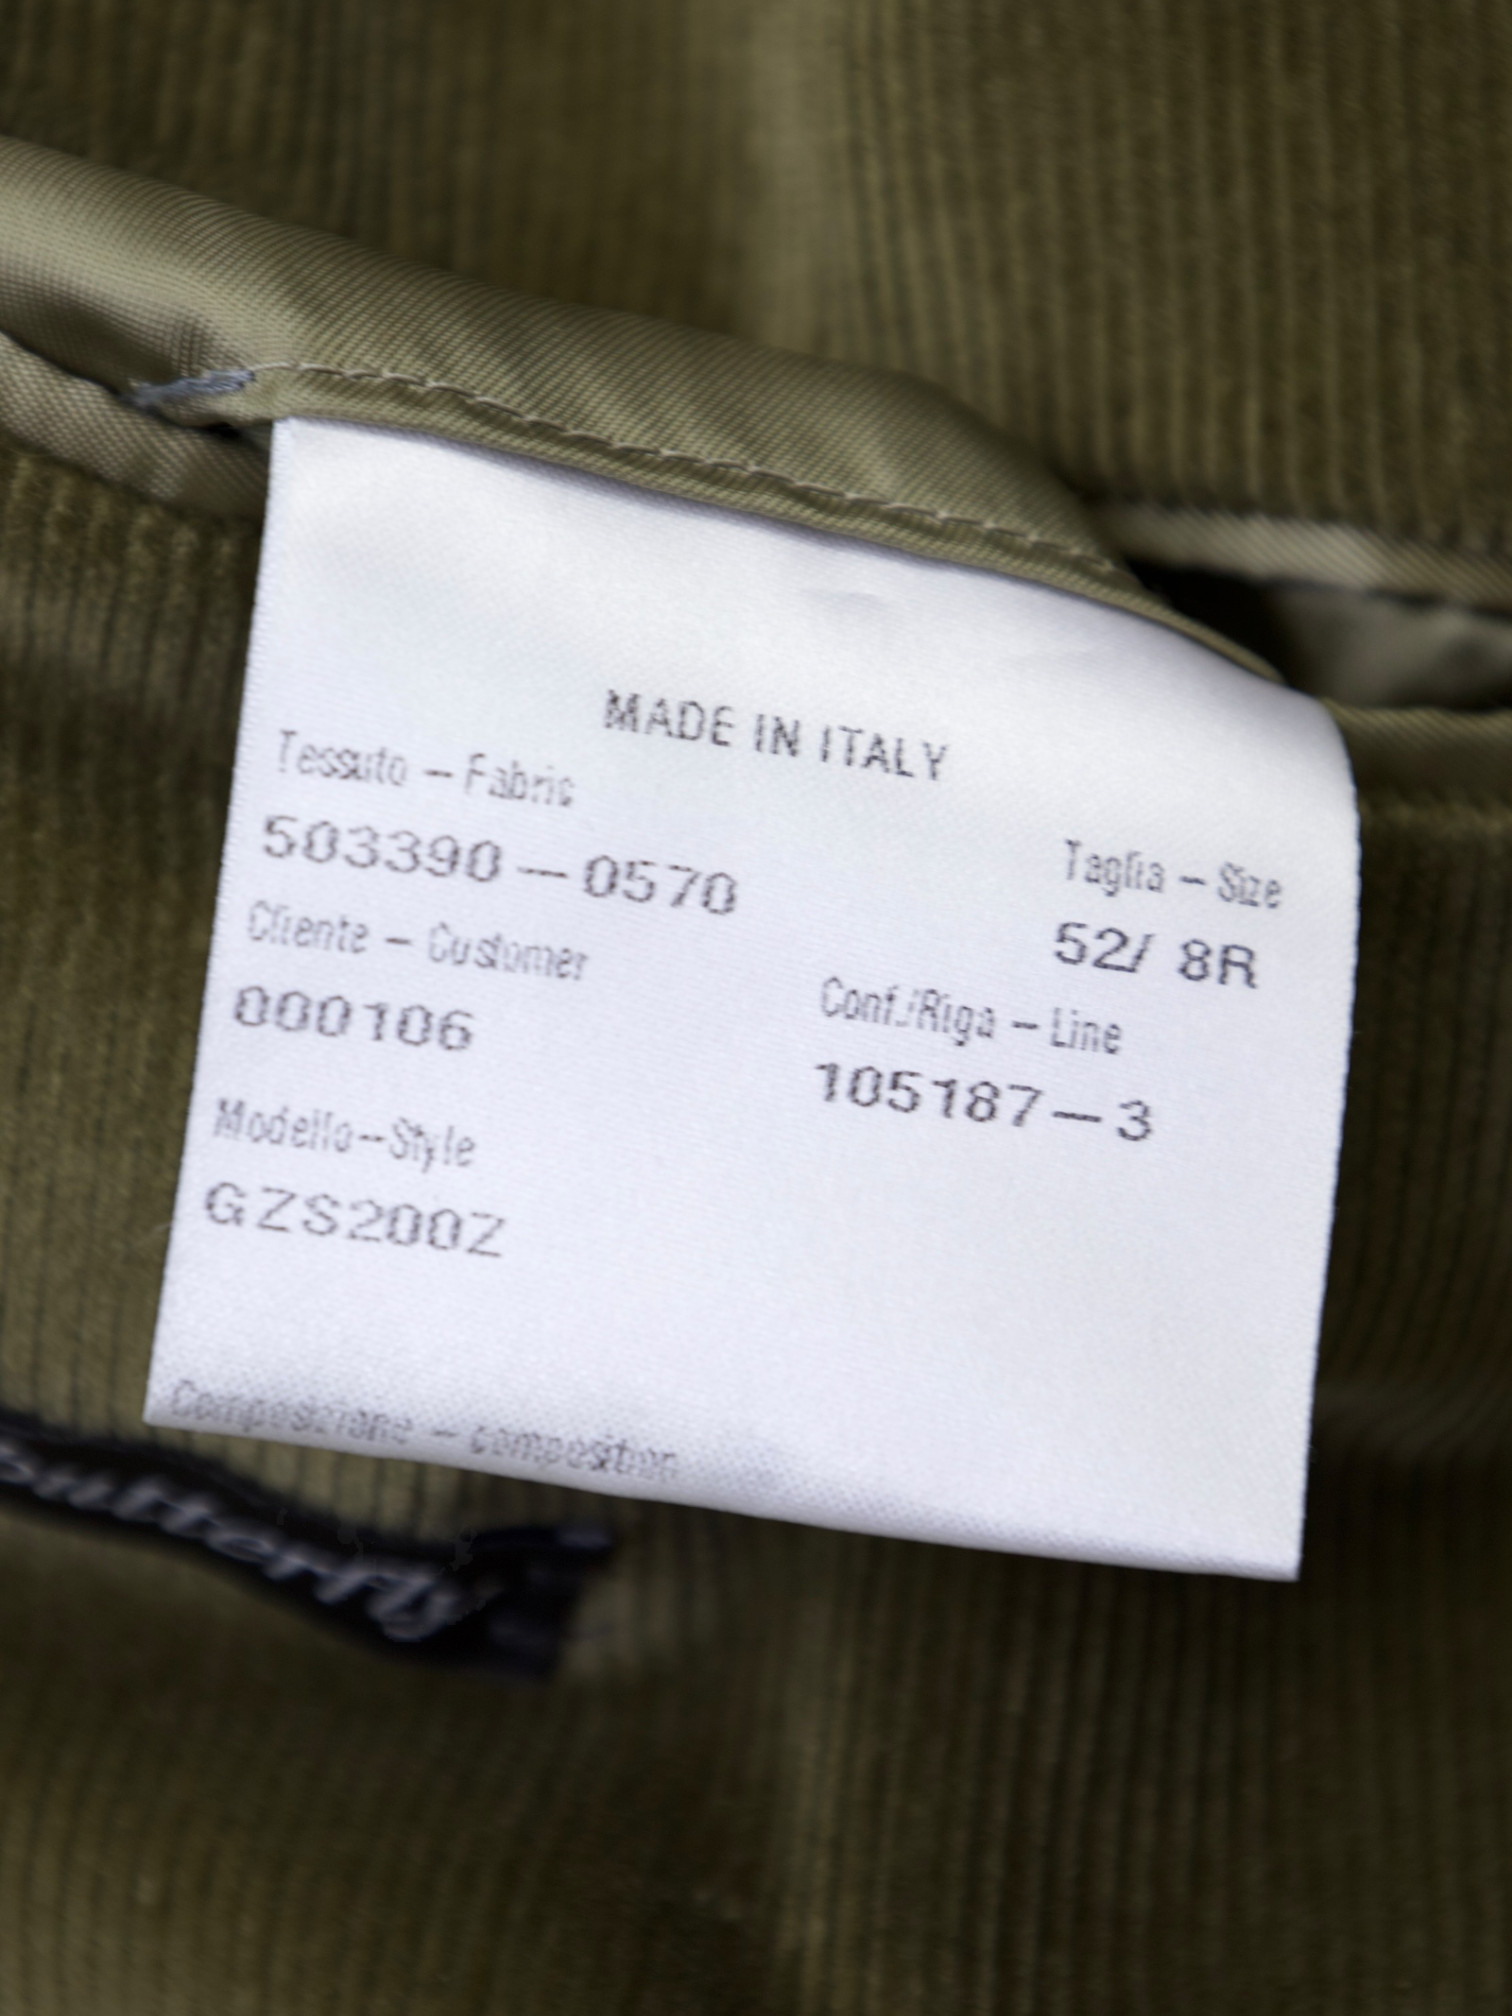 MADE IN ITALY
Tessuto – Fabric
503390 – 0570
Taglia – Size
52/ 8R
Cliente – Customer
000106
Conf./Riga – Line
105187 – 3
Modello–Style
GZS200Z
Composizione – composition
butterfly